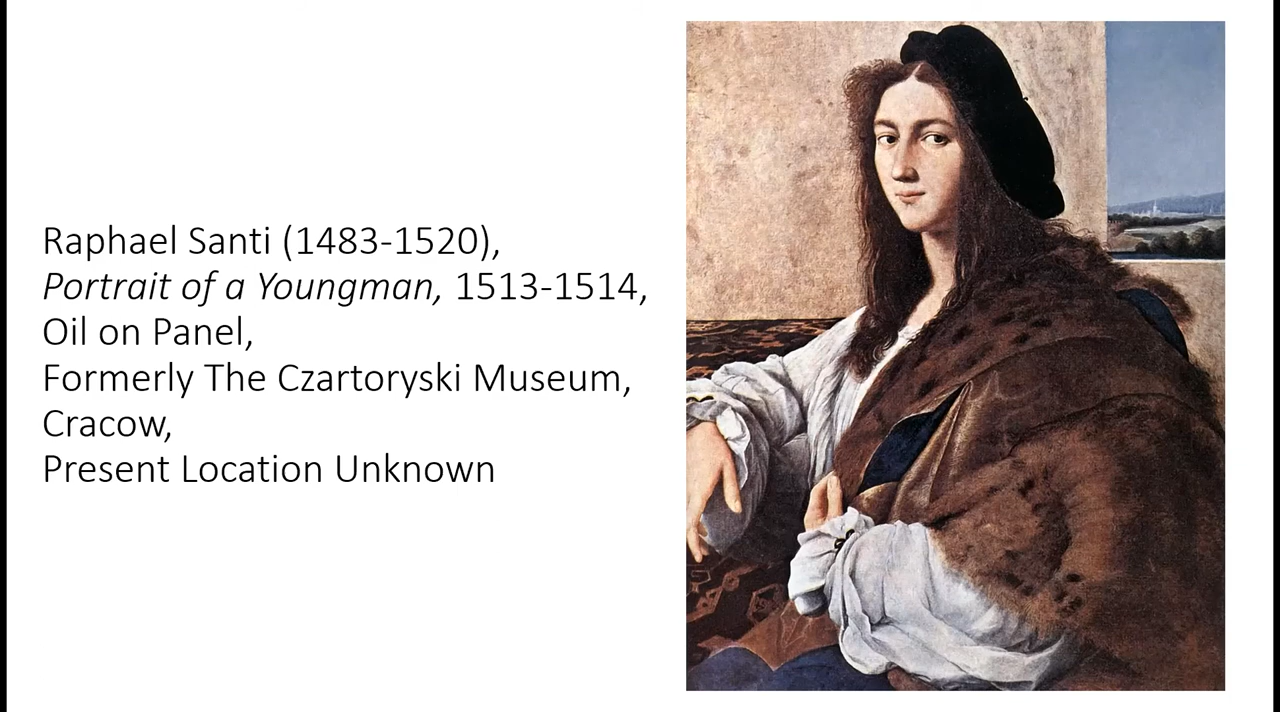 Raphael Santi (1483-1520),
Portrait of a Youngman, 1513-1514,
Oil on Panel,
Formerly The Czartoryski Museum,
Cracow,
Present Location Unknown